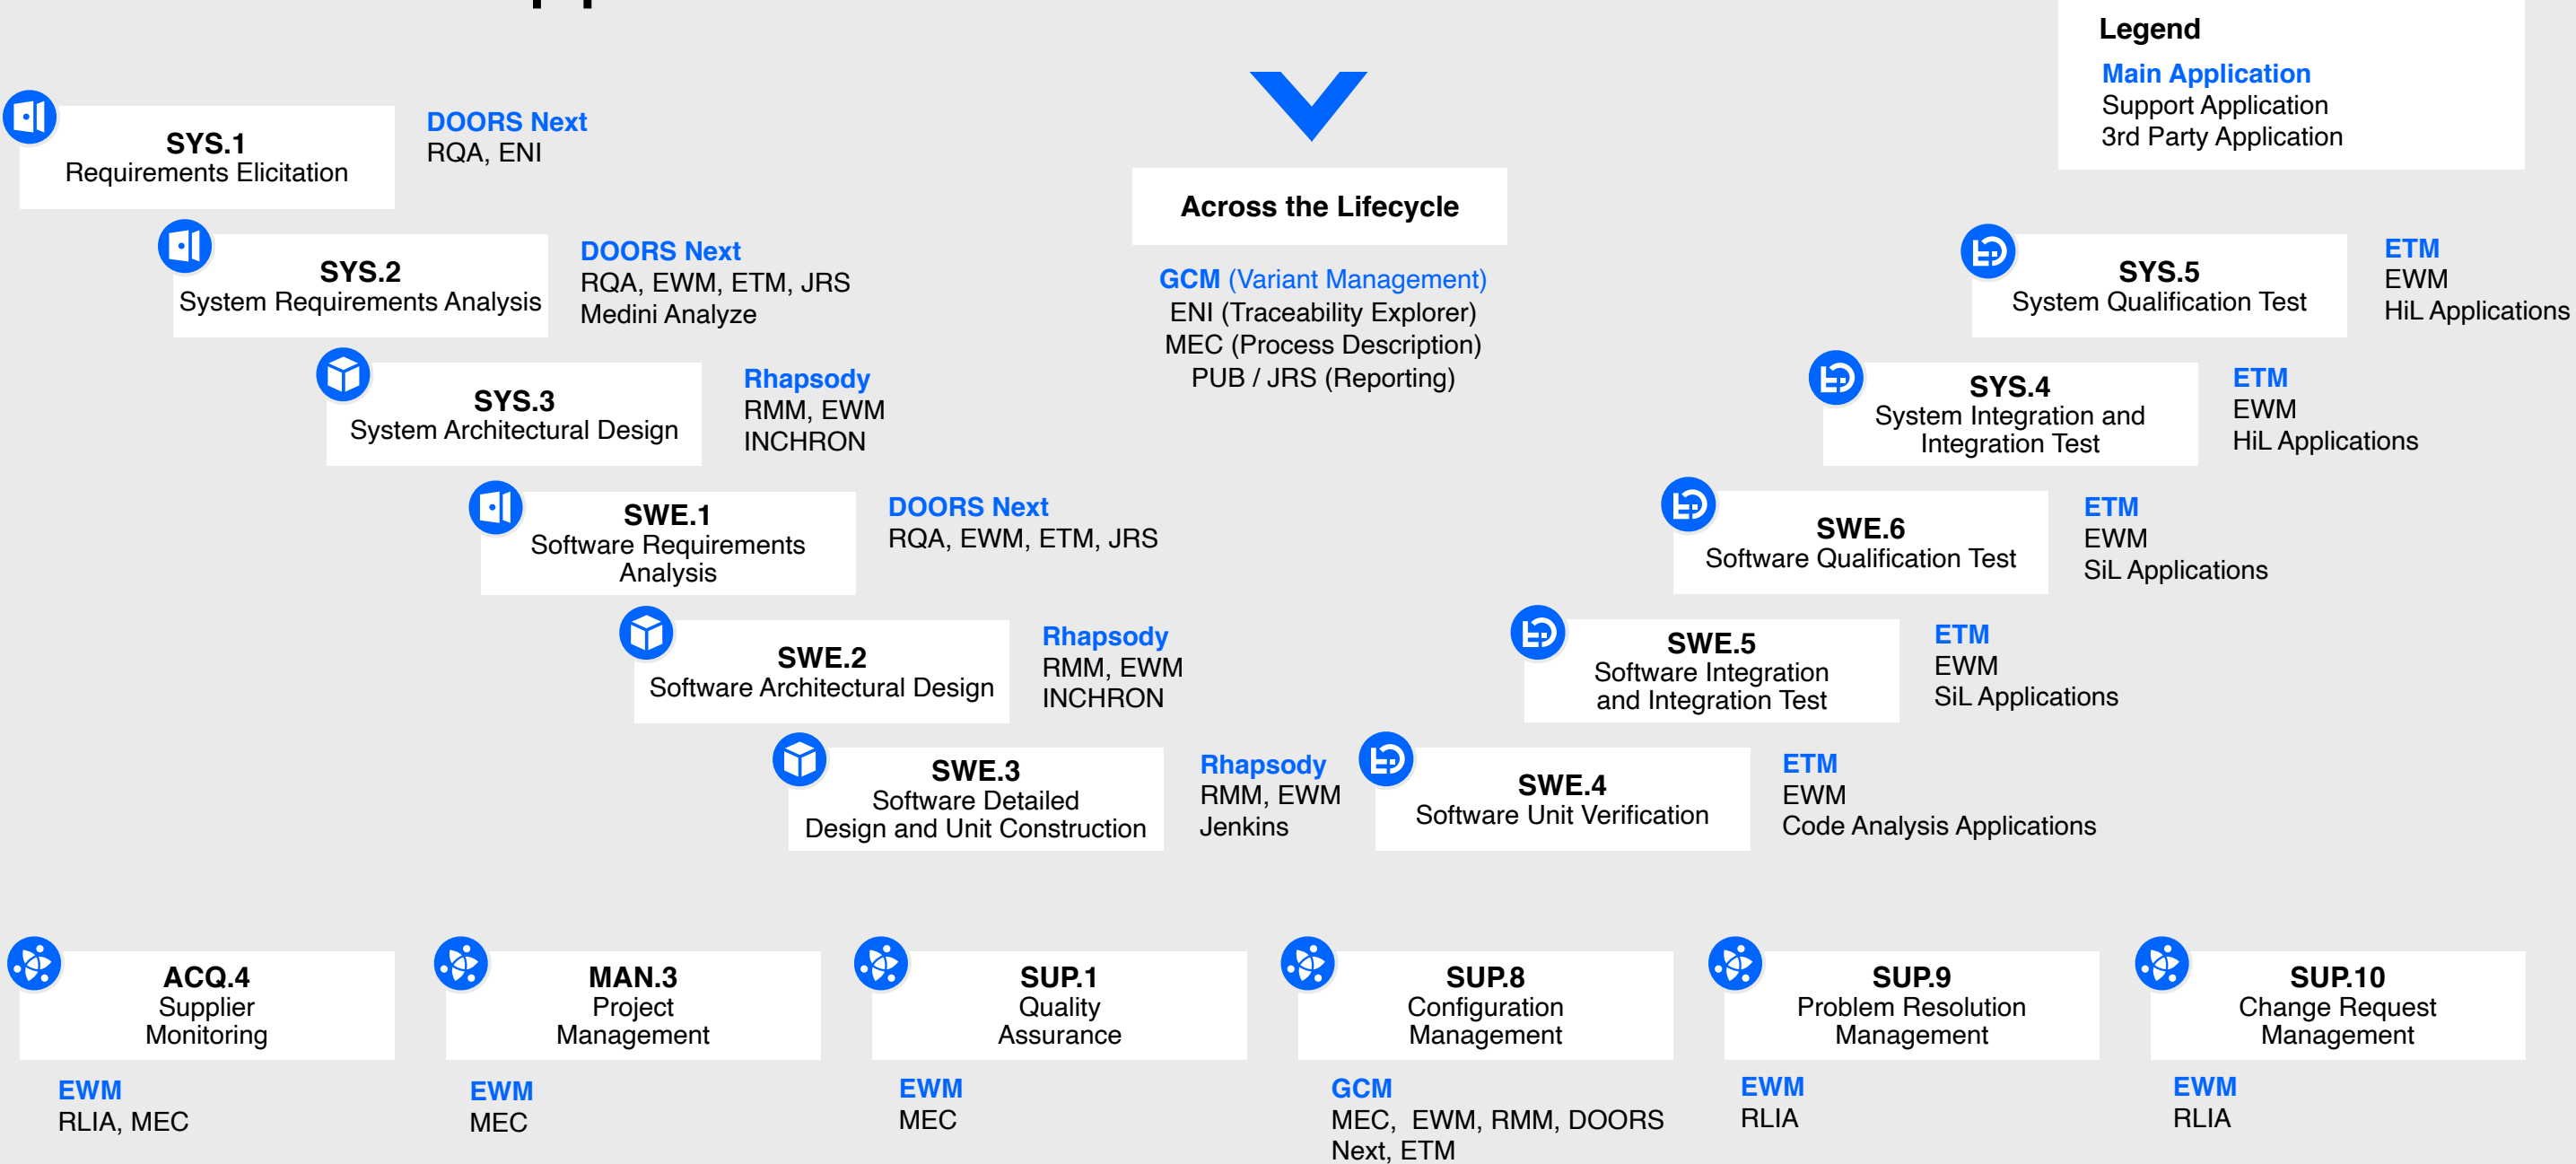 Legend
Main Application
Support Application
3rd Party Application
SYS.1
Requirements Elicitation
DOORS Next
RQA, ENI
SYS.2
System Requirements Analysis
DOORS Next
RQA, EWM, ETM, JRS
Medini Analyze
SYS.3
System Architectural Design
Rhapsody
RMM, EWM
INCHRON
SWE.1
Software Requirements
Analysis
DOORS Next
RQA, EWM, ETM, JRS
SWE.2
Software Architectural Design
Rhapsody
RMM, EWM
INCHRON
SWE.3
Software Detailed
Design and Unit Construction
Rhapsody
RMM, EWM
Jenkins
Across the Lifecycle
GCM (Variant Management)
ENI (Traceability Explorer)
MEC (Process Description)
PUB / JRS (Reporting)
SYS.5
System Qualification Test
ETM
EWM
HiL Applications
SYS.4
System Integration and
Integration Test
ETM
EWM
HiL Applications
SWE.6
Software Qualification Test
ETM
EWM
SiL Applications
SWE.5
Software Integration
and Integration Test
ETM
EWM
SiL Applications
SWE.4
Software Unit Verification
ETM
EWM
Code Analysis Applications
ACQ.4
Supplier
Monitoring
EWM
RLIA, MEC
MAN.3
Project
Management
EWM
MEC
SUP.1
Quality
Assurance
EWM
MEC
SUP.8
Configuration
Management
GCM
MEC, EWM, RMM, DOORS
Next, ETM
SUP.9
Problem Resolution
Management
EWM
RLIA
SUP.10
Change Request
Management
EWM
RLIA